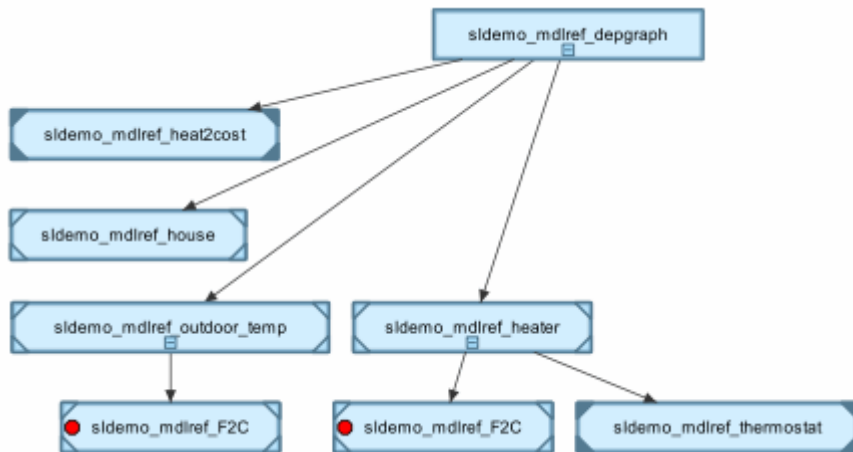 sldemo_mdlref_depgraph
sldemo_mdlref_heat2cost
sldemo_mdlref_house
sldemo_mdlref_outdoor_temp
sldemo_mdlref_heater
sldemo_mdlref_F2C
sldemo_mdlref_F2C
sldemo_mdlref_thermostat